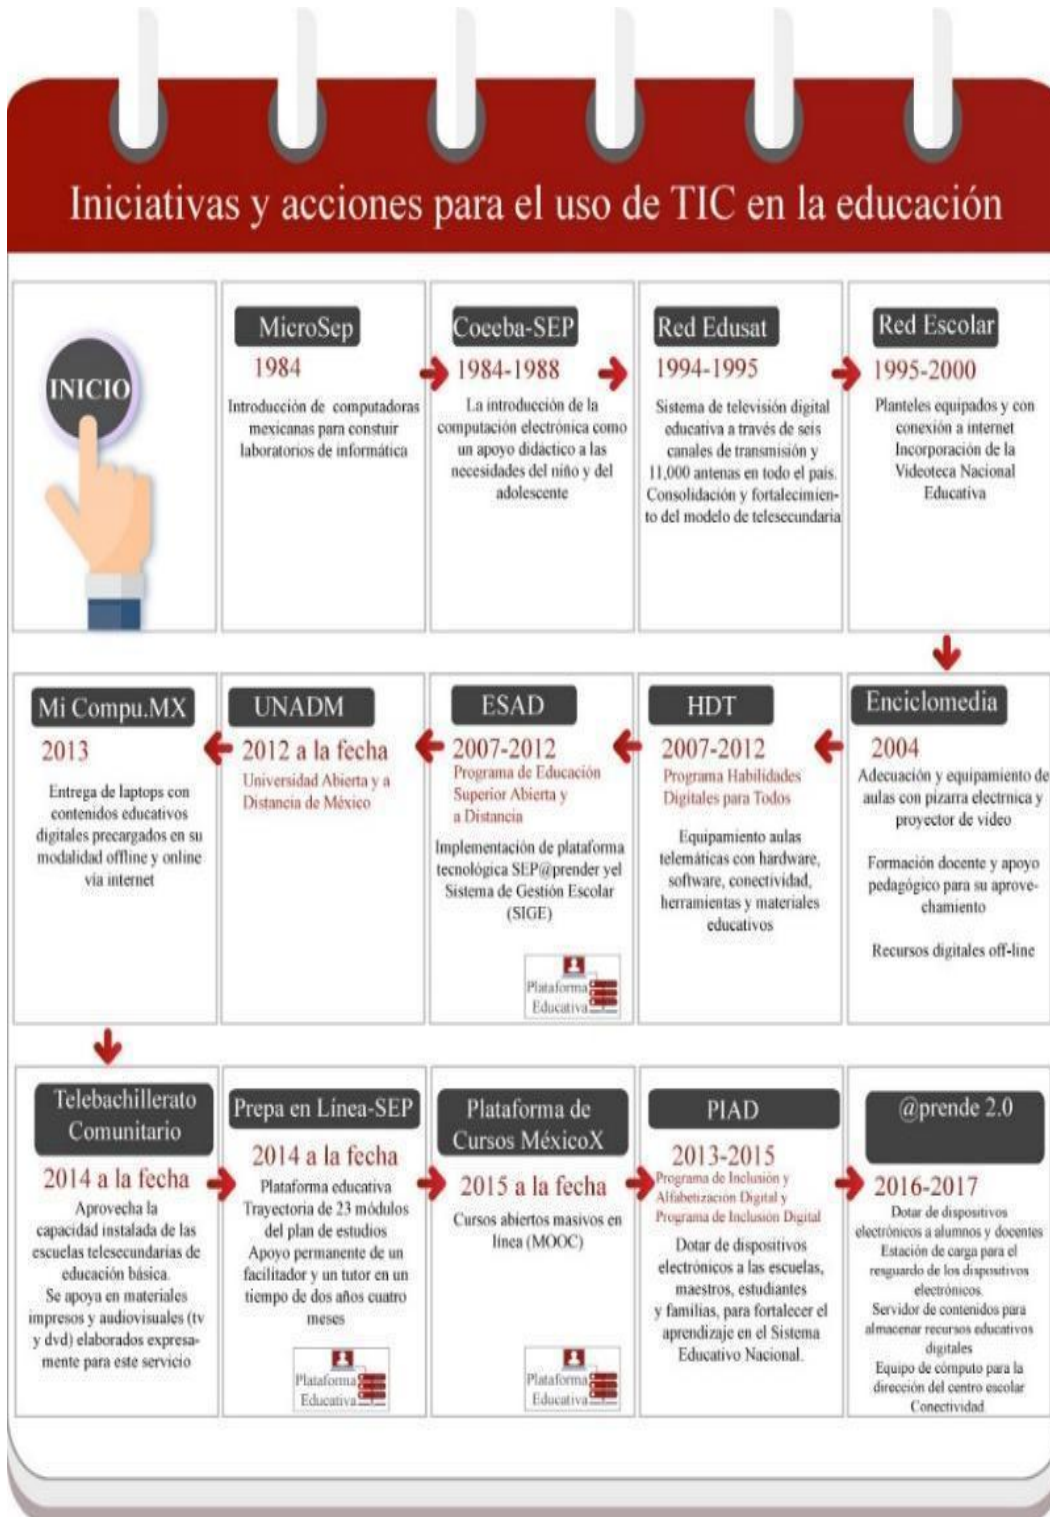 Iniciativas y acciones para el uso de TIC en la educación
INICIO
MicroSep
1984
Introducción de computadoras
mexicanas para constuir
laboratorios de informática
Coeeba-SEP
1984-1988
La introducción de la
computación electrónica como
un apoyo didáctico a las
necesidades del niño y del
adolescente
Red Edusat
1994-1995
Sistema de televisión digital
educativa a través de seis
canales de transmisión y
11,000 antenas en todo el país.
Consolidación y fortalecimien-
to del modelo de telesecundaria
Red Escolar
1995-2000
Planteles equipados y con
conexión a internet
Incorporación de la
Videoteca Nacional
Educativa
Enciclomedia
2004
Adecuación y equipamiento de
aulas con pizarra electrnica y
proyector de video
Formación docente y apoyo
pedagógico para su aprove-
chamiento
Recursos digitales off-line
HDT
2007-2012
Programa Habilidades
Digitales para Todos
Equipamiento aulas
telemáticas con hardware,
software, conectividad,
herramientas y materiales
educativos
ESAD
2007-2012
Programa de Educación
Superior Abierta y
a Distancia
Implementación de plataforma
tecnológica SEP@prender yel
Sistema de Gestión Escolar
(SIGE)
Plataforma
Educativa
UNADM
2012 a la fecha
Universidad Abierta y a
Distancia de México
Mi Compu.MX
2013
Entrega de laptops con
contenidos educativos
digitales precargados en su
modalidad offline y online
via internet
Telebachillerato
Comunitario
2014 a la fecha
Aprovecha la
capacidad instalada de las
escuelas telesecundarias de
educación básica.
Se apoya en materiales
impresos y audiovisuales (tv
y dvd) elaborados expresa-
mente para este servicio
Prepa en Línea-SEP
2014 a la fecha
Plataforma educativa
Trayectoria de 23 módulos
del plan de estudios
Apoyo permanente de un
facilitador y un tutor en un
tiempo de dos años cuatro
meses
Plataforma
Educativa
Plataforma de
Cursos MéxicoX
2015 a la fecha
Cursos abiertos masivos en
línea (MOOC)
Plataforma
Educativa
PIAD
2013-2015
Programa de Inclusión y
Alfabetización Digital y
Programa de Inclusión Digital
Dotar de dispositivos
electrónicos a las escuelas,
maestros, estudiantes
y familias, para fortalecer el
aprendizaje en el Sistema
Educativo Nacional.
@prende 2.0
2016-2017
Dotar de dispositivos
electrónicos a alumnos y docentes
Estación de carga para el
resguardo de los dispositivos
electrónicos.
Servidor de contenidos para
almacenar recursos educativos
digitales
Equipo de cómputo para la
dirección del centro escolar
Conectividad